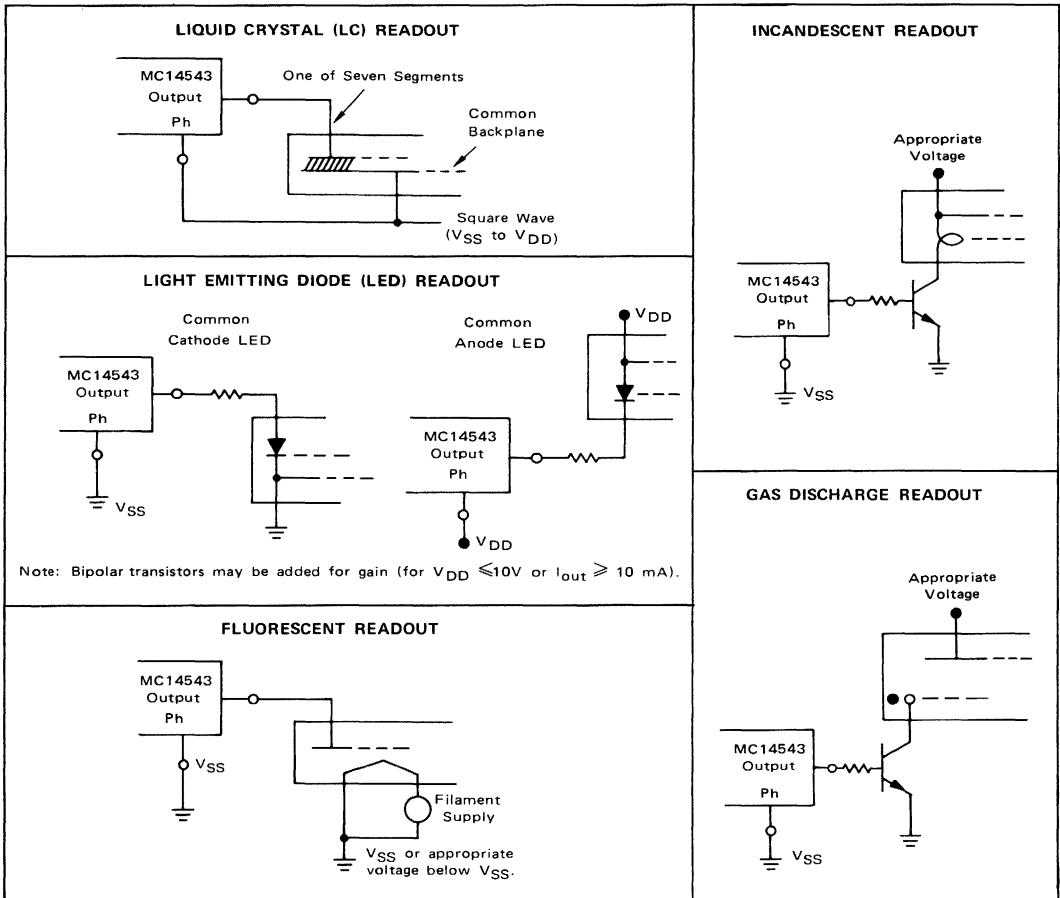 LIQUID CRYSTAL (LC) READOUT
MC14543
Output
Ph
One of Seven Segments
Common
Backplane
Square Wave
(VSS to VDD)
LIGHT EMITTING DIODE (LED) READOUT
Common
Cathode LED
MC14543
Output
Ph
VSS
Common
Anode LED
VDD
MC14543
Output
Ph
VDD
Note: Bipolar transistors may be added for gain (for VDD ⩽10V or Iout ⩾ 10 mA).
FLUORESCENT READOUT
MC14543
Output
Ph
VSS
Filament
Supply
VSS or appropriate
voltage below VSS.
INCANDESCENT READOUT
Appropriate
Voltage
MC14543
Output
Ph
VSS
GAS DISCHARGE READOUT
Appropriate
Voltage
MC14543
Output
Ph
VSS